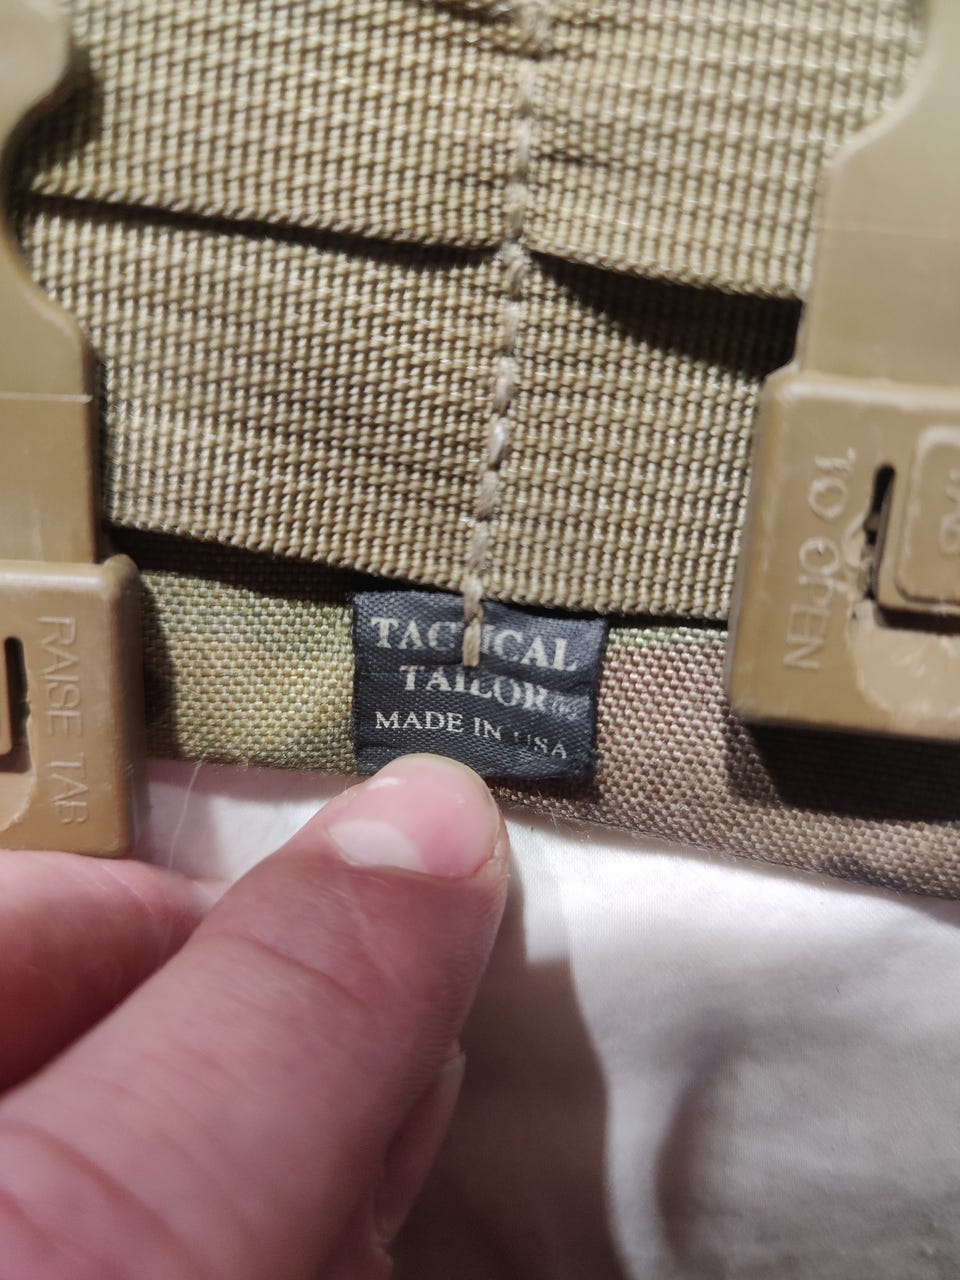 TACTICAL
TAILOR
MADE IN USA
RAISE TAB
TO OPEN